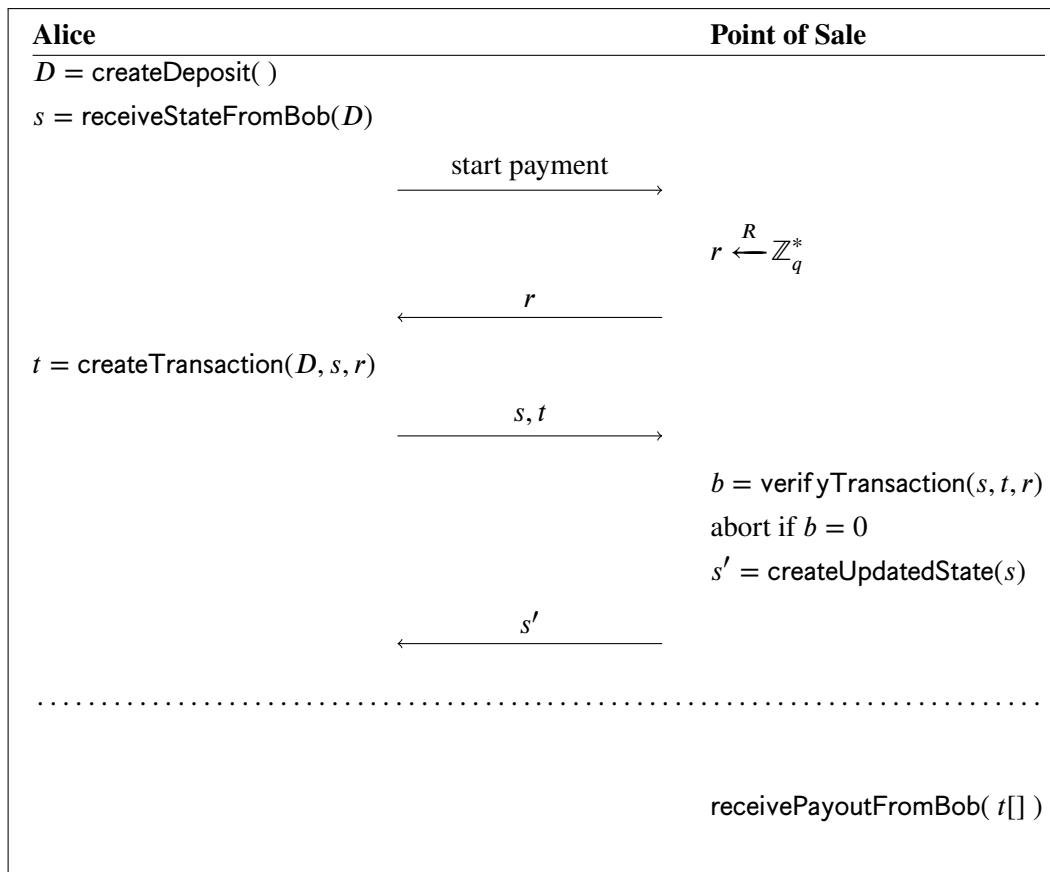 Alice Point of Sale
D = createDeposit( )
s = receiveStateFromBob(D)
start payment
r ←R ℤ*q
r
t = createTransaction(D, s, r)
s, t
b = verifyTransaction(s, t, r)
abort if b = 0
s′ = createUpdatedState(s)
s′
receivePayoutFromBob( t[] )